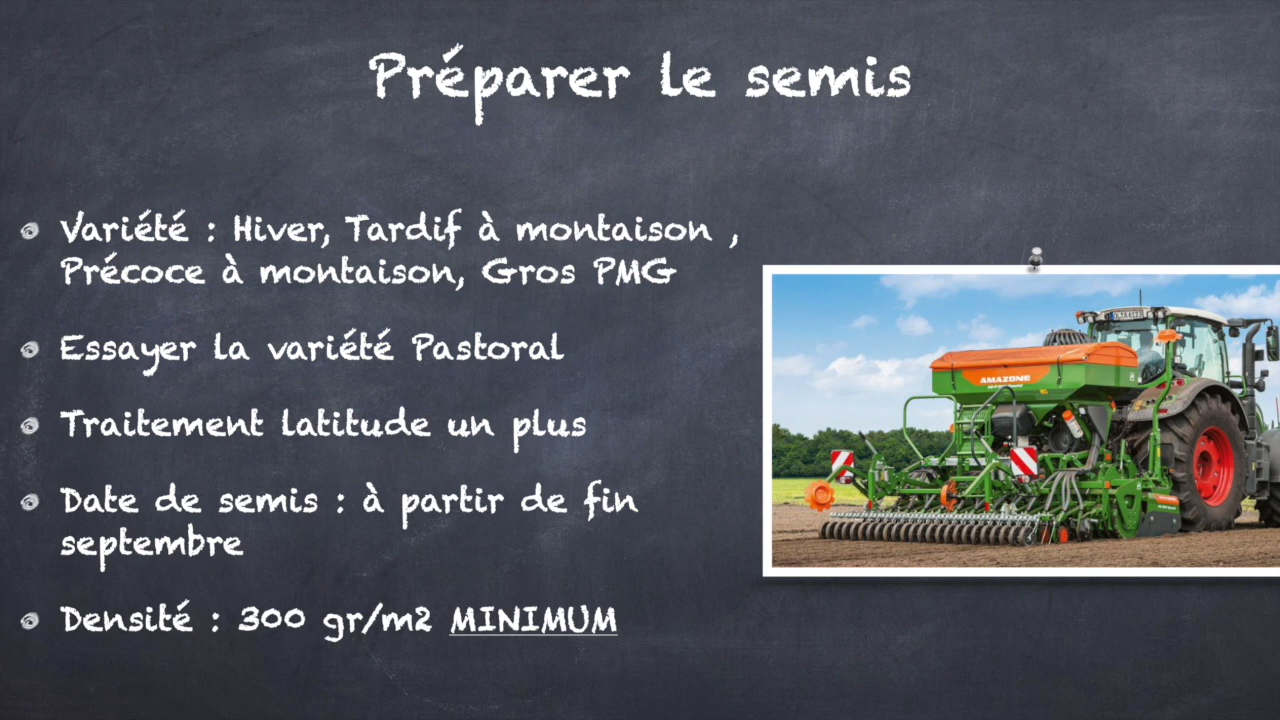 Préparer le semis
Variété : Hiver, Tardif à montaison ,
Précoce à montaison, Gros PMG
Essayer la variété Pastoral
Traitement latitude un plus
Date de semis : à partir de fin
septembre
Densité : 300 gr/m2 MINIMUM
AMAZONE